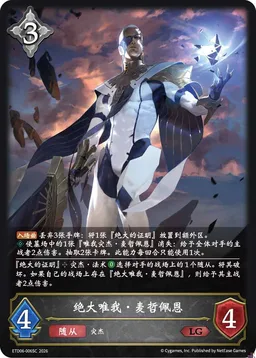 3
入场曲 丢弃3张手牌：将1张『绝大的证明』放置到额外区。
使墓场中的1张『唯我灾杰·麦哲佩恩』消失：给予全体对手的主
战者2点伤害。抽取2张卡牌。此能力每回合只能使用1次。
『绝大的证明』灾杰·法术 选择对手的战场上的1个随从。将其破
坏。如果自己的战场上存在『绝大唯我·麦哲佩恩』，则给予其主战
者2点伤害。
绝大唯我·麦哲佩恩
4
随从
灾杰
LG
4
2026
© Cygames, Inc. Published by NetEase Games